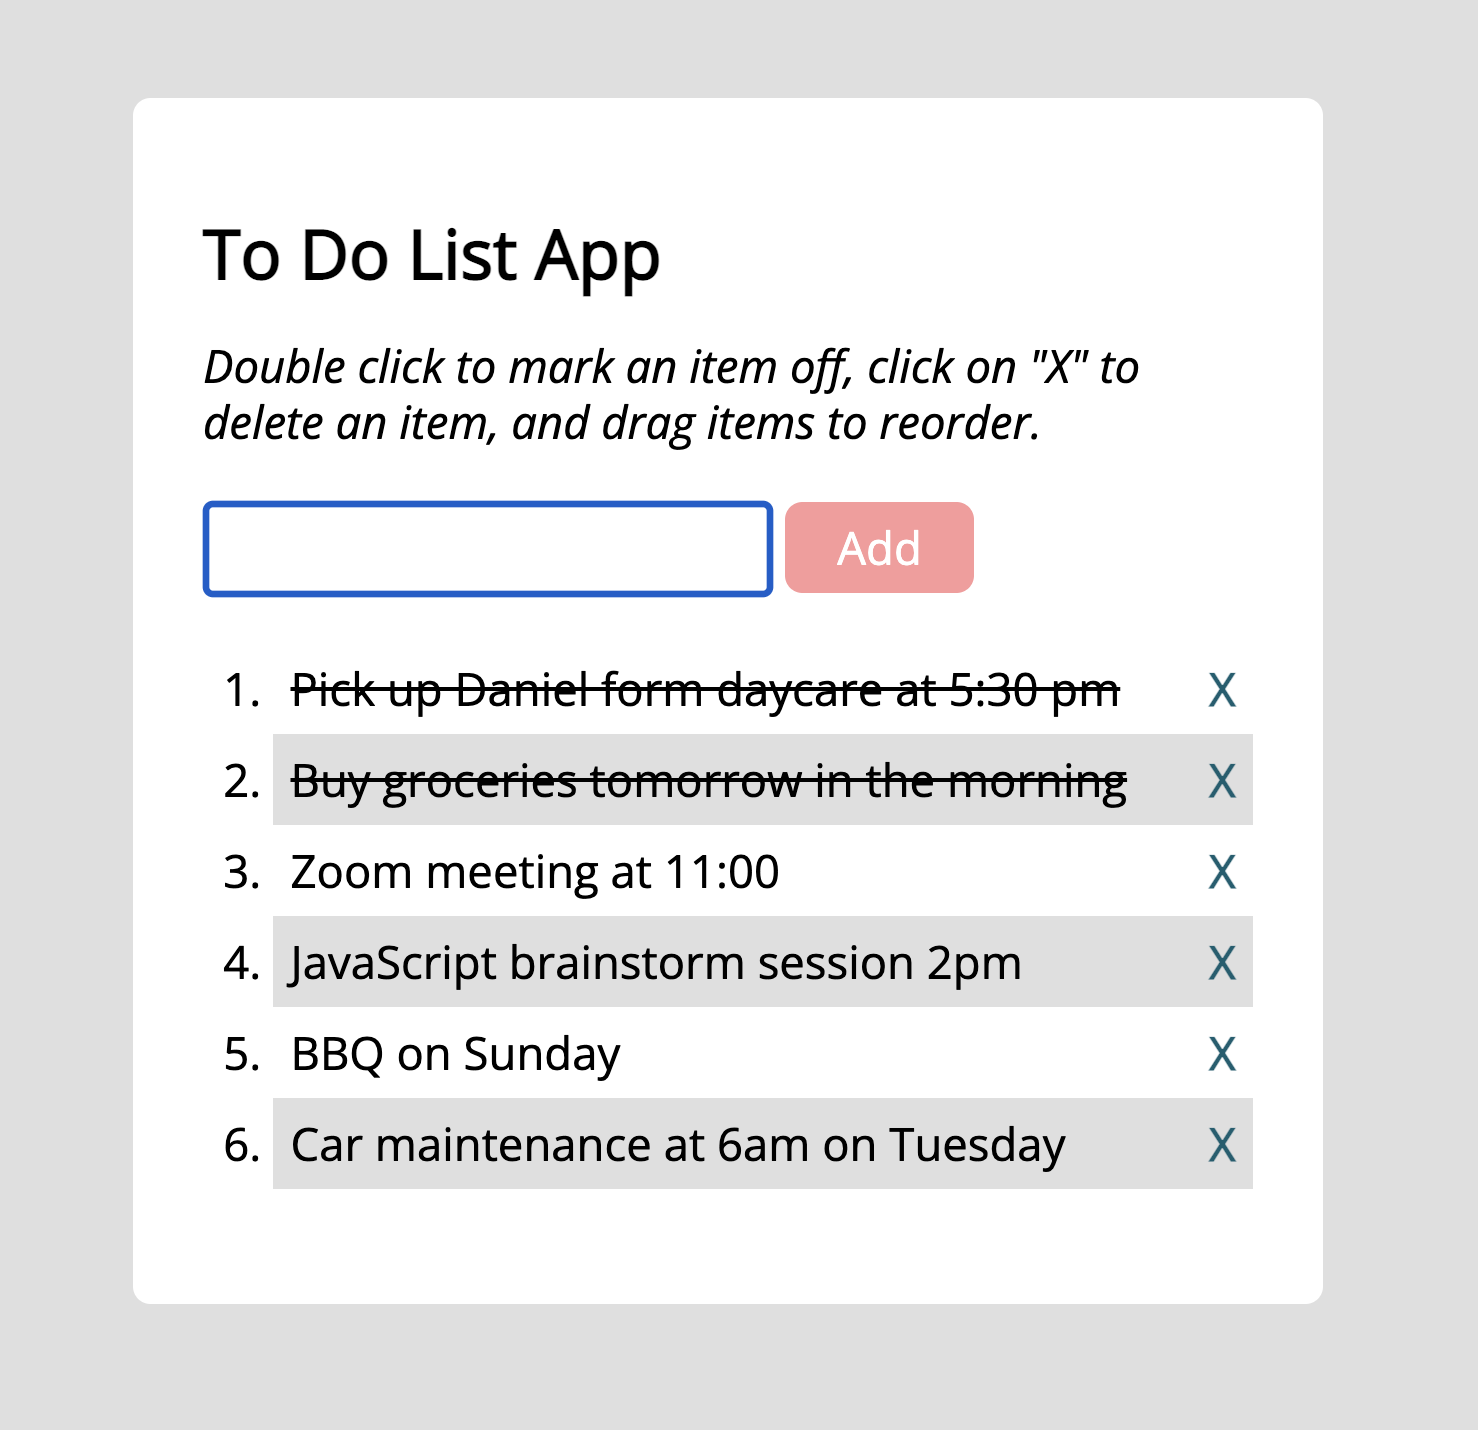 To Do List App
Double click to mark an item off, click on "X" to
delete an item, and drag items to reorder.
Add
1. Pick up Daniel form daycare at 5:30 pm X
2. Buy groceries tomorrow in the morning X
3. Zoom meeting at 11:00 X
4. JavaScript brainstorm session 2pm X
5. BBQ on Sunday X
6. Car maintenance at 6am on Tuesday X